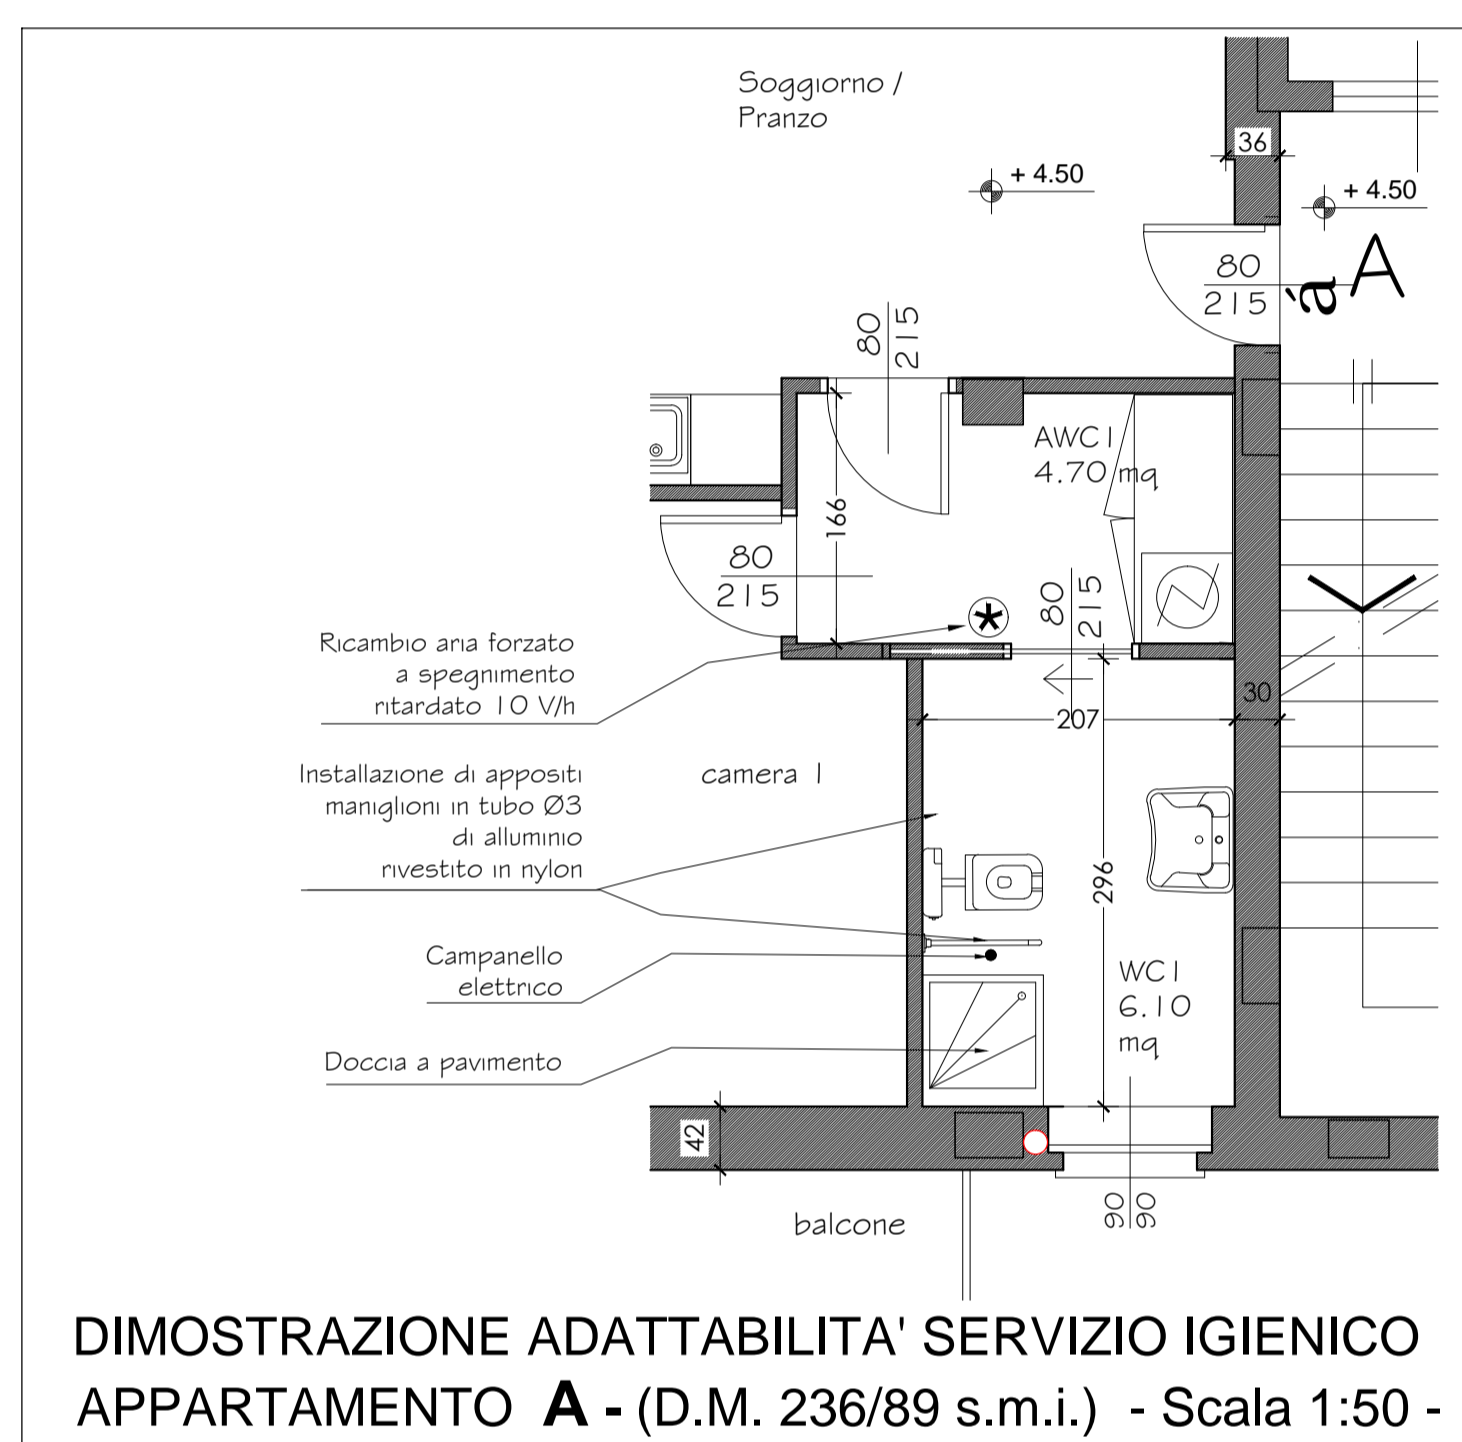 Soggiorno /
Pranzo
36
+ 4.50
+ 4.50
80
215
à
A
80
215
AWC1
4.70 mq
166
80
215
80
215
Ricambio aria forzato
a spegnimento
ritardato 10 V/h
*
30
207
Installazione di appositi
maniglioni in tubo Ø3
di alluminio
rivestito in nylon
camera 1
296
Campanello
elettrico
WC1
6.10
mq
Doccia a pavimento
42
90
90
balcone
DIMOSTRAZIONE ADATTABILITA' SERVIZIO IGIENICO
APPARTAMENTO A - (D.M. 236/89 s.m.i.) - Scala 1:50 -